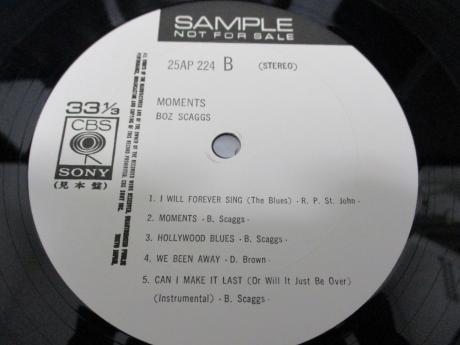 SAMPLE
NOT FOR SALE
25AP 224 B (STEREO)
MOMENTS
BOZ SCAGGS
33 1/3
CBS
SONY
(見本盤)
1. I WILL FOREVER SING (The Blues) - R. P. St. John -
2. MOMENTS - B. Scaggs -
3. HOLLYWOOD BLUES - B. Scaggs -
4. WE BEEN AWAY - D. Brown -
5. CAN I MAKE IT LAST (Or Will It Just Be Over)
(Instrumental) - B. Scaggs -